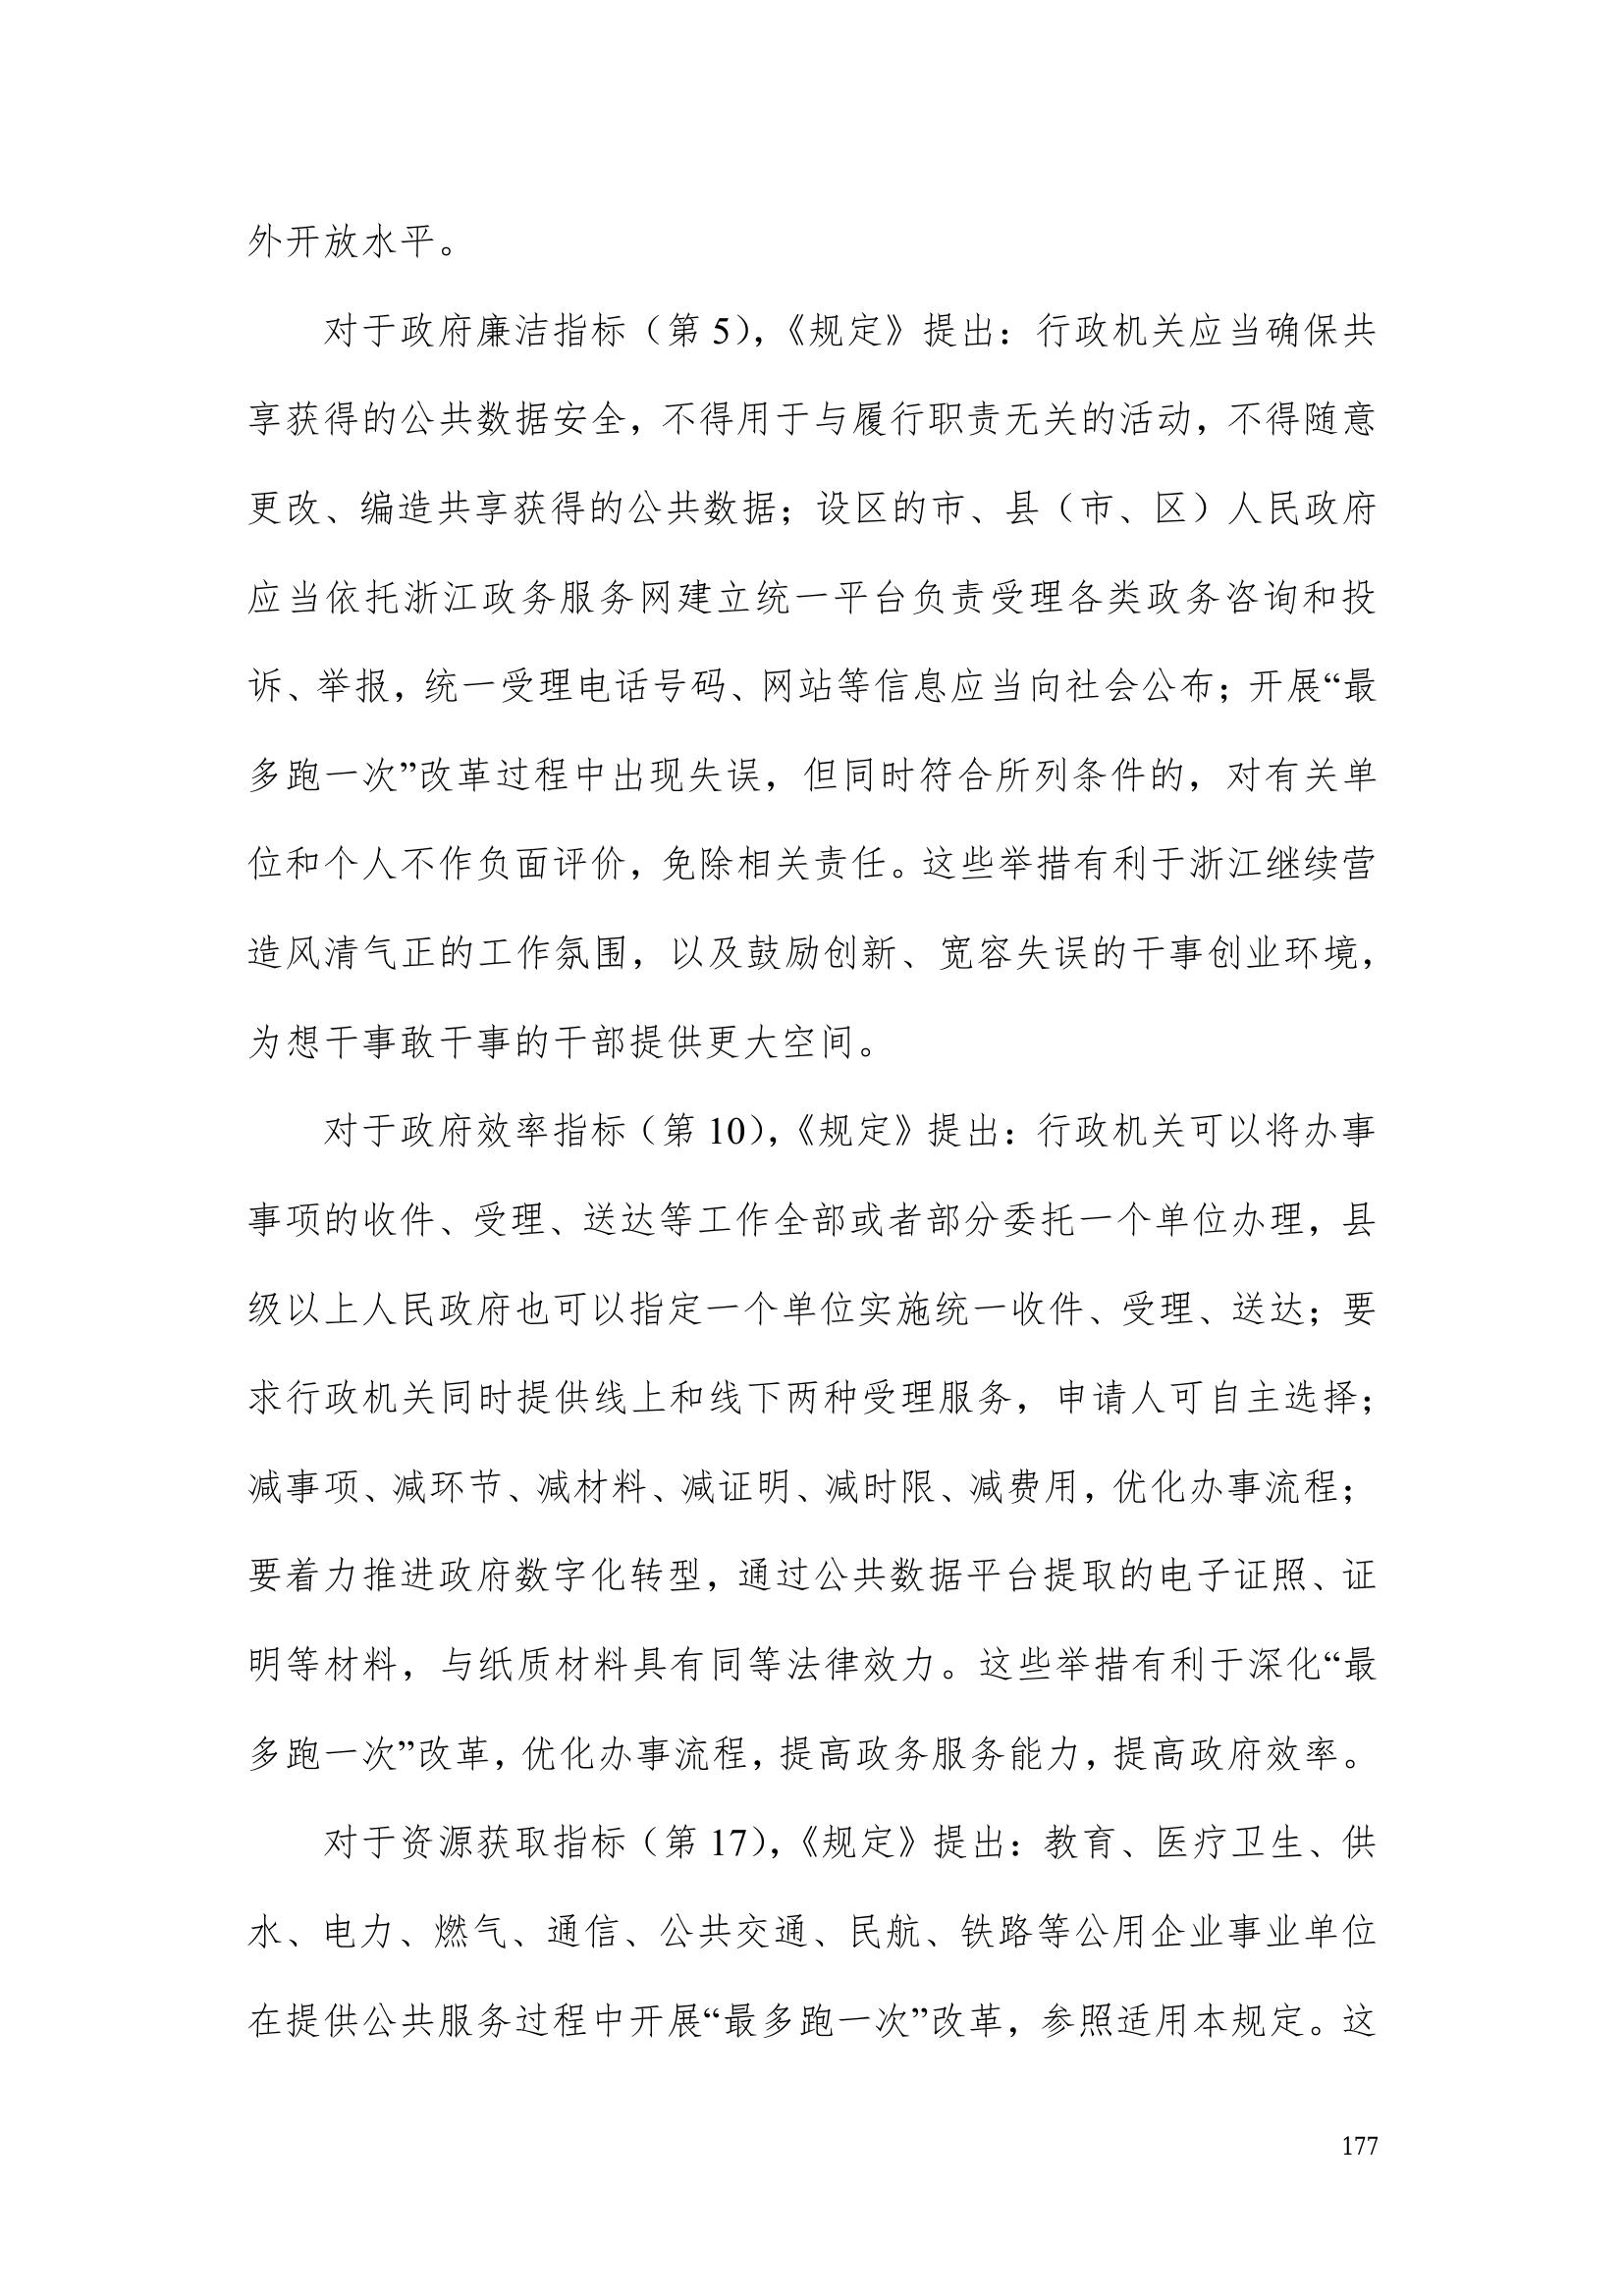 外开放水平。
对于政府廉洁指标（第 5），《规定》提出：行政机关应当确保共
享获得的公共数据安全，不得用于与履行职责无关的活动，不得随意
更改、编造共享获得的公共数据；设区的市、县（市、区）人民政府
应当依托浙江政务服务网建立统一平台负责受理各类政务咨询和投
诉、举报，统一受理电话号码、网站等信息应当向社会公布；开展“最
多跑一次”改革过程中出现失误，但同时符合所列条件的，对有关单
位和个人不作负面评价，免除相关责任。这些举措有利于浙江继续营
造风清气正的工作氛围，以及鼓励创新、宽容失误的干事创业环境，
为想干事敢干事的干部提供更大空间。
对于政府效率指标（第 10），《规定》提出：行政机关可以将办事
事项的收件、受理、送达等工作全部或者部分委托一个单位办理，县
级以上人民政府也可以指定一个单位实施统一收件、受理、送达；要
求行政机关同时提供线上和线下两种受理服务，申请人可自主选择；
减事项、减环节、减材料、减证明、减时限、减费用，优化办事流程；
要着力推进政府数字化转型，通过公共数据平台提取的电子证照、证
明等材料，与纸质材料具有同等法律效力。这些举措有利于深化“最
多跑一次”改革，优化办事流程，提高政务服务能力，提高政府效率。
对于资源获取指标（第 17），《规定》提出：教育、医疗卫生、供
水、电力、燃气、通信、公共交通、民航、铁路等公用企业事业单位
在提供公共服务过程中开展“最多跑一次”改革，参照适用本规定。这
177